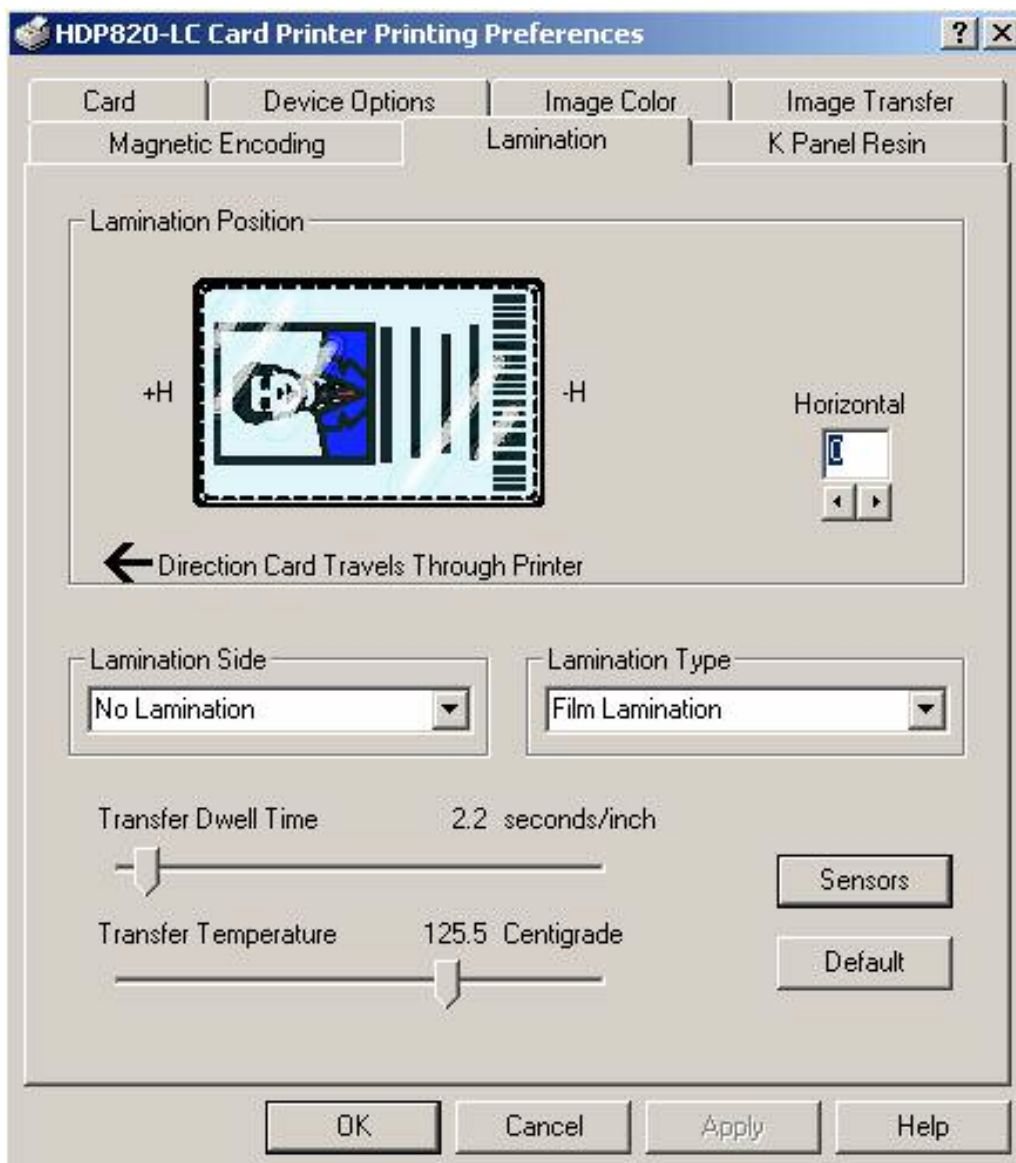 HDP820-LC Card Printer Printing Preferences
Card Device Options Image Color Image Transfer
Magnetic Encoding Lamination K Panel Resin
Lamination Position
+H -H
Horizontal
0
Direction Card Travels Through Printer
Lamination Side Lamination Type
No Lamination Film Lamination
Transfer Dwell Time 2.2 seconds/inch
Sensors
Transfer Temperature 125.5 Centigrade
Default
OK Cancel Apply Help